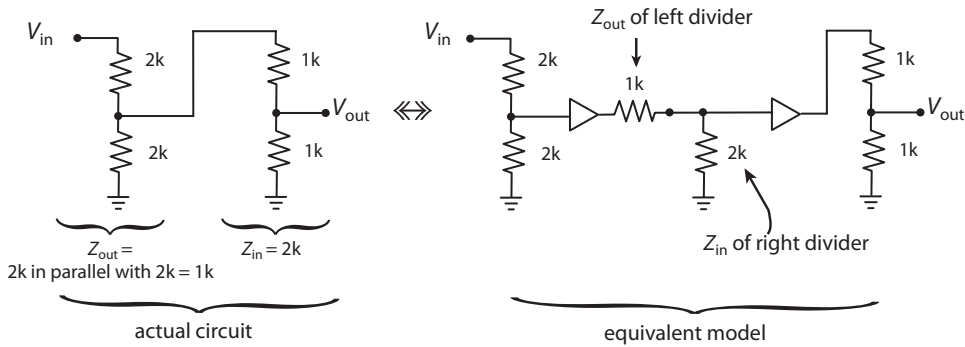 V_in
2k
2k
1k
V_out
1k
Z_out =
2k in parallel with 2k = 1k
Z_in = 2k
actual circuit
Z_out of left divider
V_in
2k
1k
1k
V_out
2k
2k
1k
Z_in of right divider
equivalent model